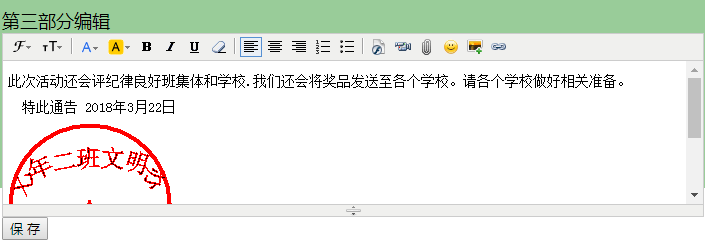 第三部分编辑
此次活动还会评纪律良好班集体和学校.我们还会将奖品发送至各个学校。请各个学校做好相关准备。
特此通告 2018年3月22日
年二班文明学
保 存